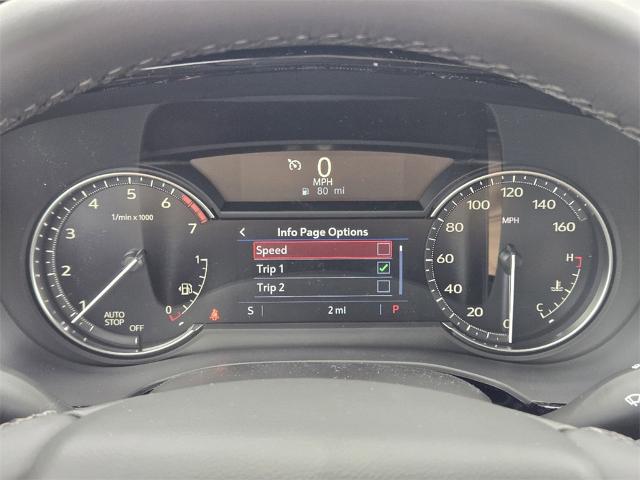 0
MPH
80 mi
Info Page Options
Speed
Trip 1
Trip 2
S 2 mi P
1 2 3 4 5 6 7
1/min x 1000
AUTO
STOP
OFF
1
0
0 20 40 60 80 100 120 140 160
MPH
H
C